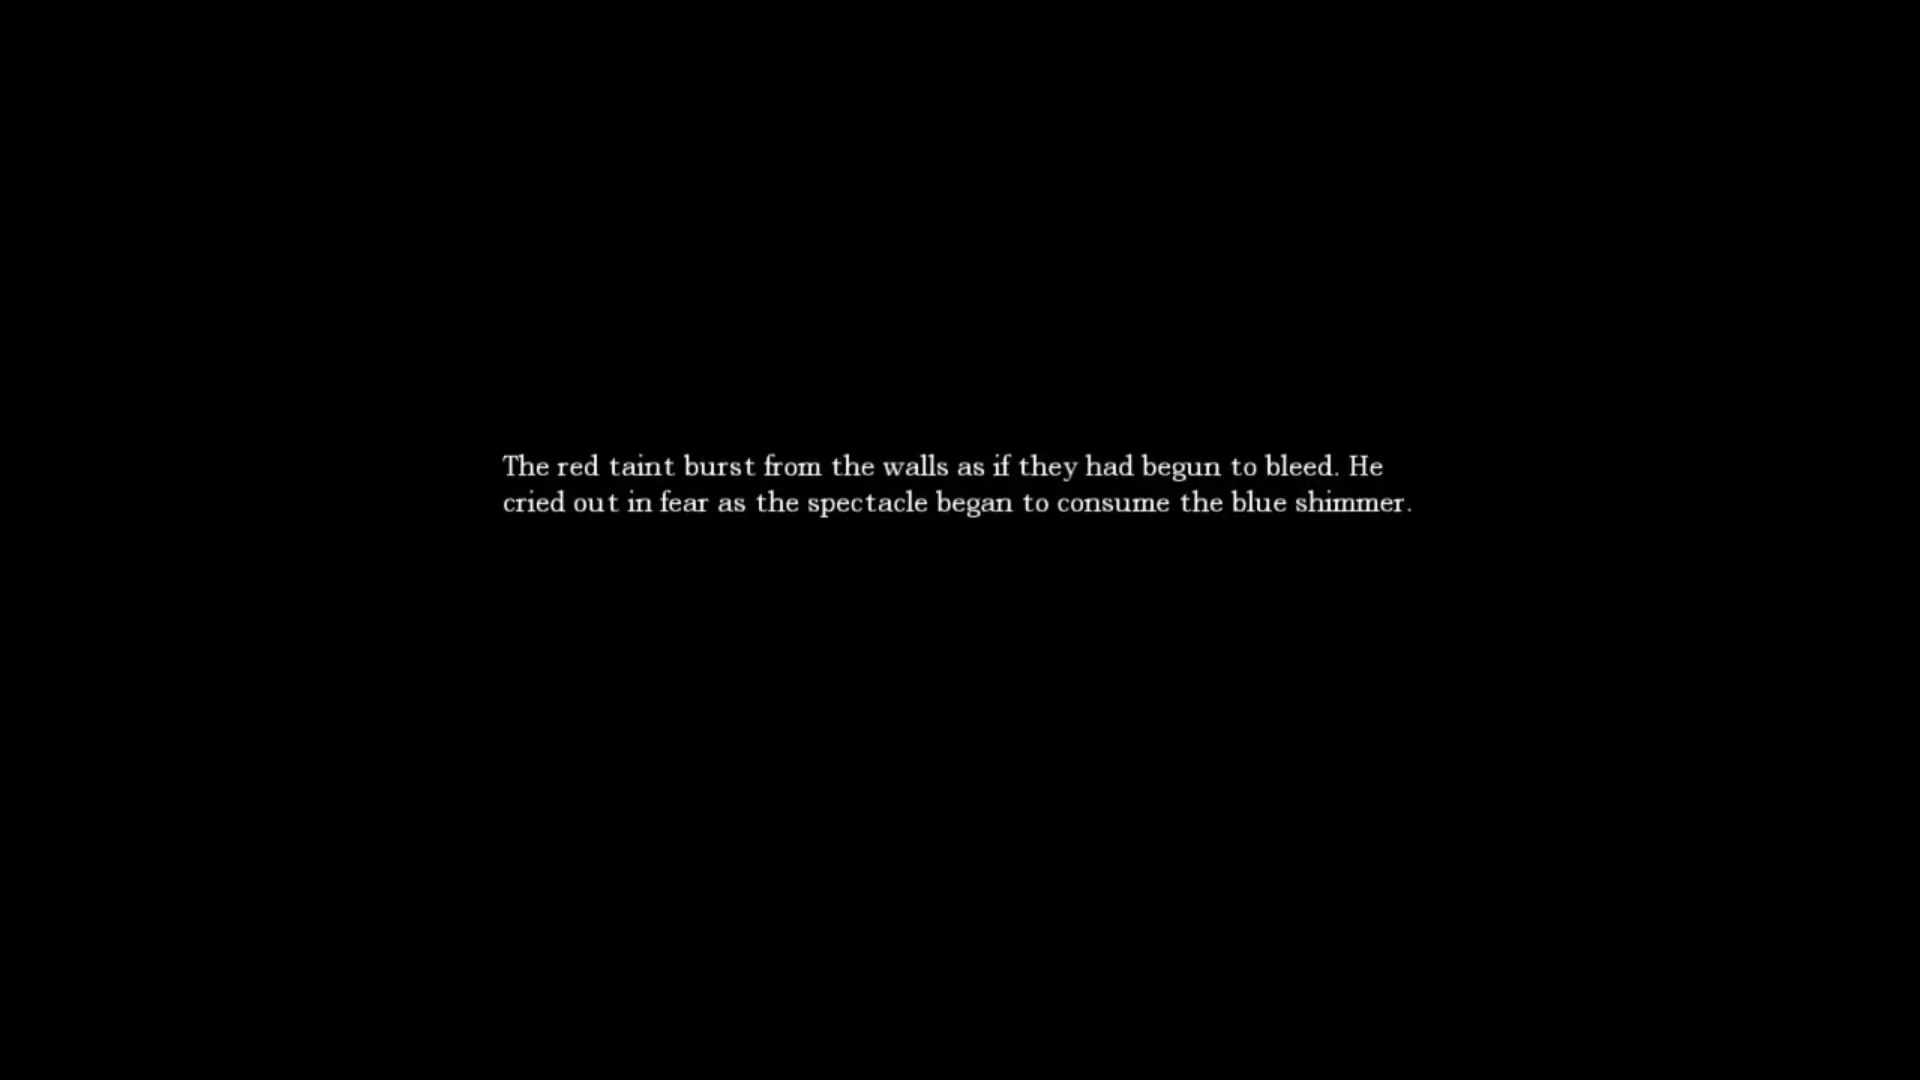 The red taint burst from the walls as if they had begun to bleed. He
cried out in fear as the spectacle began to consume the blue shimmer.